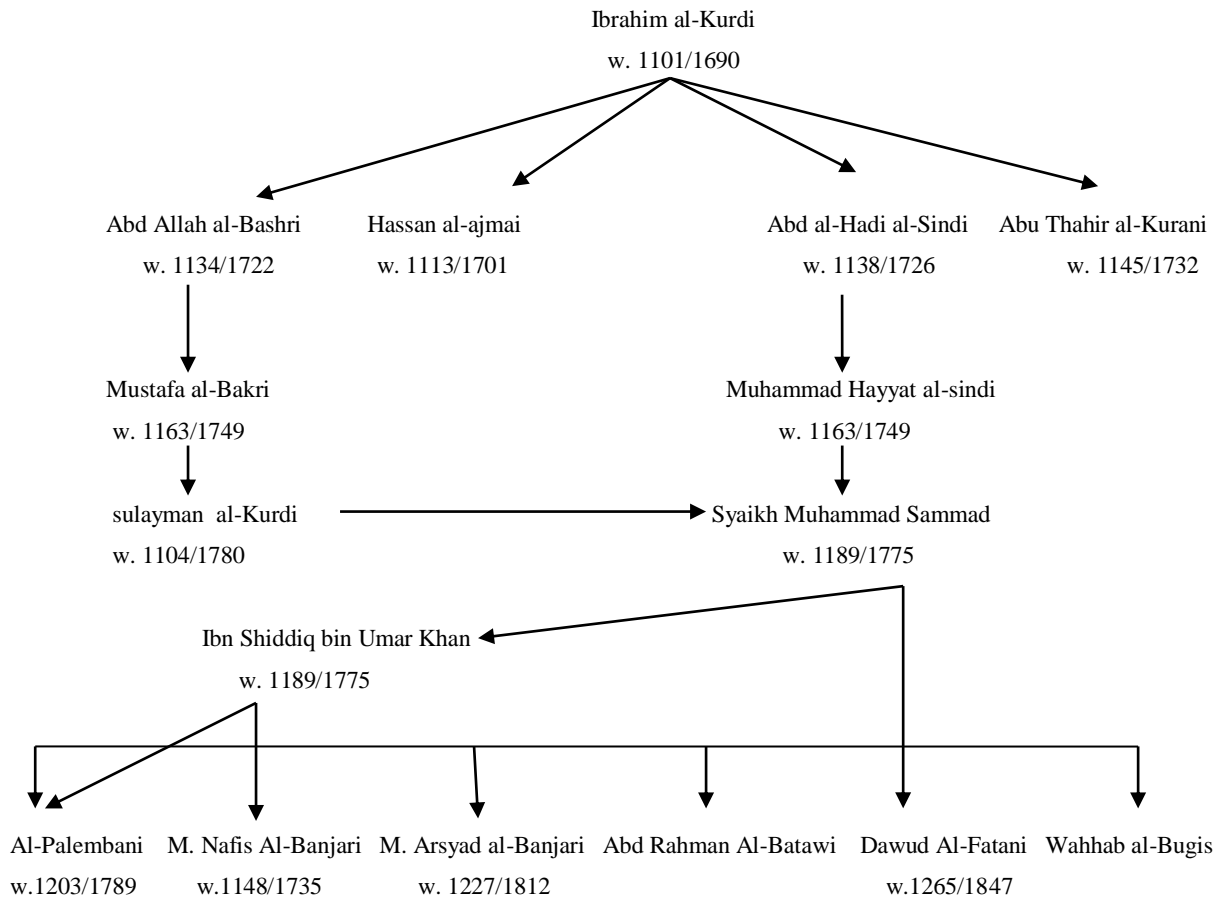 Ibrahim al-Kurdi
w. 1101/1690
Abd Allah al-Bashri
w. 1134/1722
Hassan al-ajmai
w. 1113/1701
Abd al-Hadi al-Sindi
w. 1138/1726
Abu Thahir al-Kurani
w. 1145/1732
Mustafa al-Bakri
w. 1163/1749
Muhammad Hayyat al-sindi
w. 1163/1749
sulayman al-Kurdi
w. 1104/1780
Syaikh Muhammad Sammad
w. 1189/1775
Ibn Shiddiq bin Umar Khan
w. 1189/1775
Al-Palembani
w.1203/1789
M. Nafis Al-Banjari
w.1148/1735
M. Arsyad al-Banjari
w. 1227/1812
Abd Rahman Al-Batawi
Dawud Al-Fatani
w.1265/1847
Wahhab al-Bugis